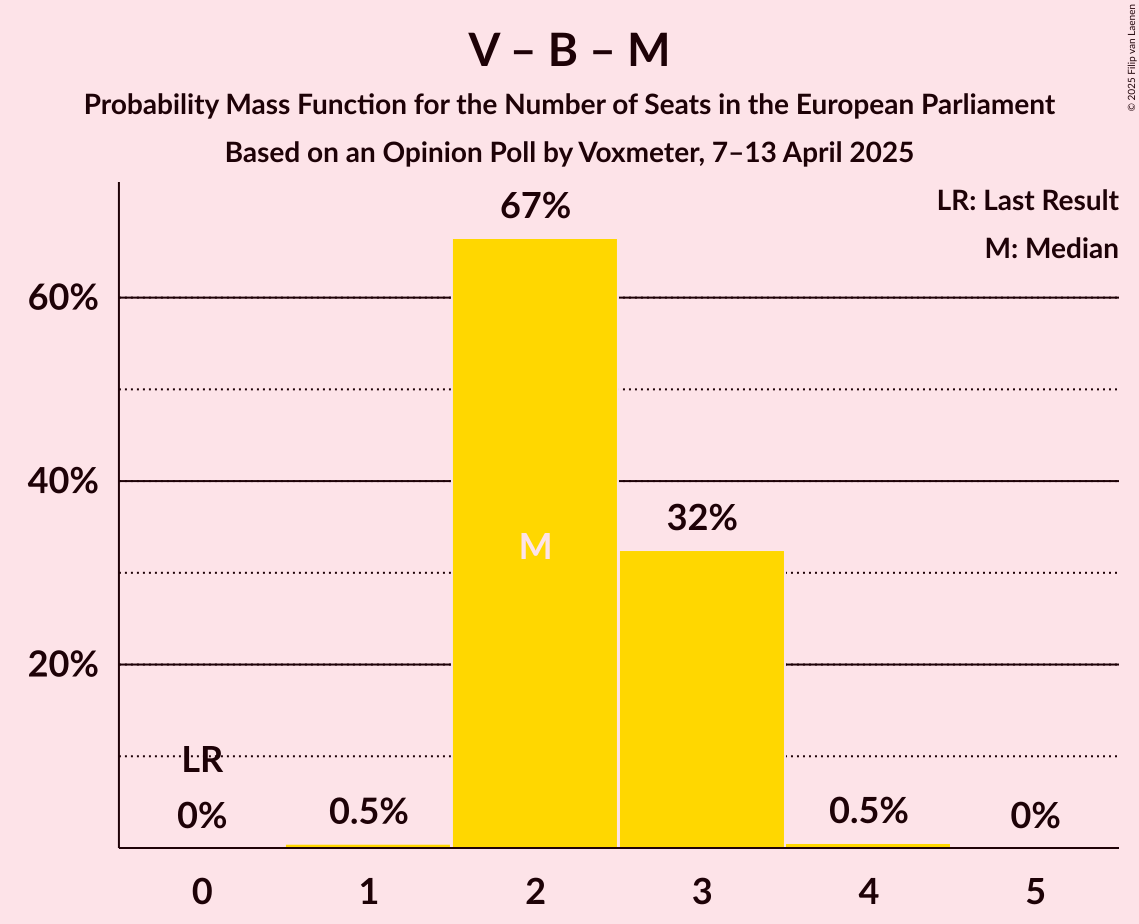 V – B – M
Probability Mass Function for the Number of Seats in the European Parliament
Based on an Opinion Poll by Voxmeter, 7–13 April 2025
© 2025 Filip van Laenen
LR: Last Result
M: Median
67%
60%
40%
32%
M
20%
LR
0%
0.5%
0.5%
0%
0 1 2 3 4 5